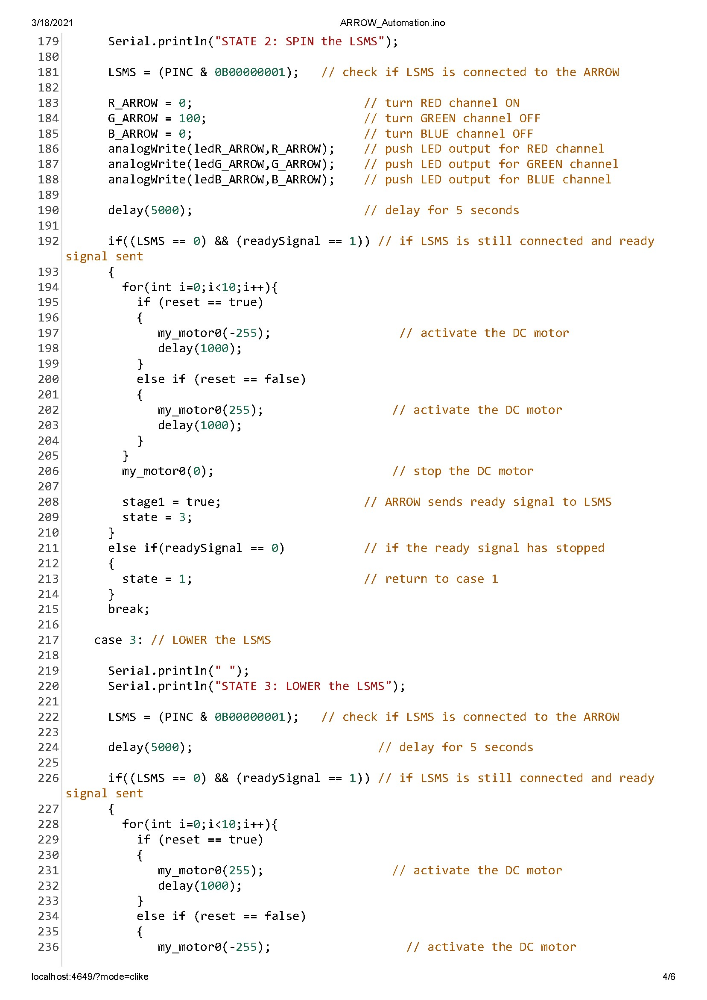 3/18/2021 ARROW_Automation.ino
179 Serial.println("STATE 2: SPIN the LSMS");
180
181 LSMS = (PINC & 0B00000001); // check if LSMS is connected to the ARROW
182
183 R_ARROW = 0; // turn RED channel ON
184 G_ARROW = 100; // turn GREEN channel OFF
185 B_ARROW = 0; // turn BLUE channel OFF
186 analogWrite(ledR_ARROW,R_ARROW); // push LED output for RED channel
187 analogWrite(ledG_ARROW,G_ARROW); // push LED output for GREEN channel
188 analogWrite(ledB_ARROW,B_ARROW); // push LED output for BLUE channel
189
190 delay(5000); // delay for 5 seconds
191
192 if((LSMS == 0) && (readySignal == 1)) // if LSMS is still connected and ready
signal sent
193 {
194 for(int i=0;i<10;i++){
195 if (reset == true)
196 {
197 my_motor0(-255); // activate the DC motor
198 delay(1000);
199 }
200 else if (reset == false)
201 {
202 my_motor0(255); // activate the DC motor
203 delay(1000);
204 }
205 }
206 my_motor0(0); // stop the DC motor
207
208 stage1 = true; // ARROW sends ready signal to LSMS
209 state = 3;
210 }
211 else if(readySignal == 0) // if the ready signal has stopped
212 {
213 state = 1; // return to case 1
214 }
215 break;
216
217 case 3: // LOWER the LSMS
218
219 Serial.println(" ");
220 Serial.println("STATE 3: LOWER the LSMS");
221
222 LSMS = (PINC & 0B00000001); // check if LSMS is connected to the ARROW
223
224 delay(5000); // delay for 5 seconds
225
226 if((LSMS == 0) && (readySignal == 1)) // if LSMS is still connected and ready
signal sent
227 {
228 for(int i=0;i<10;i++){
229 if (reset == true)
230 {
231 my_motor0(255); // activate the DC motor
232 delay(1000);
233 }
234 else if (reset == false)
235 {
236 my_motor0(-255); // activate the DC motor
localhost:4649/?mode=clike 4/6